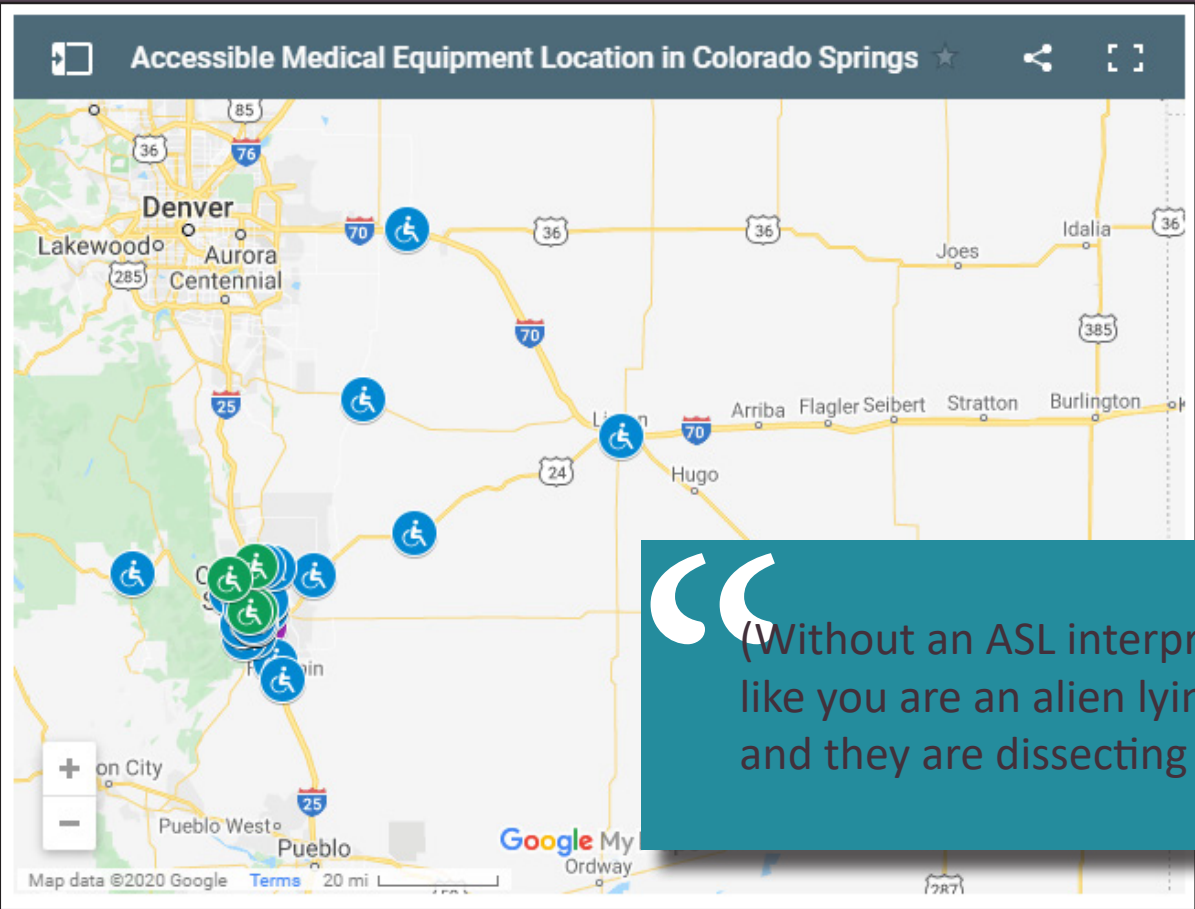 Accessible Medical Equipment Location in Colorado Springs
85
36
76
Denver
70
36
36
Idalia
36
Lakewood
Aurora
Joes
285
Centennial
70
385
25
Arriba Flagler Seibert Stratton Burlington
70
24
Hugo
“
(Without an ASL
like you are an alien
and they are dissecting
+
on City
−
25
Pueblo West
Pueblo
Google My
Ordway
Map data ©2020 Google Terms 20 mi
287